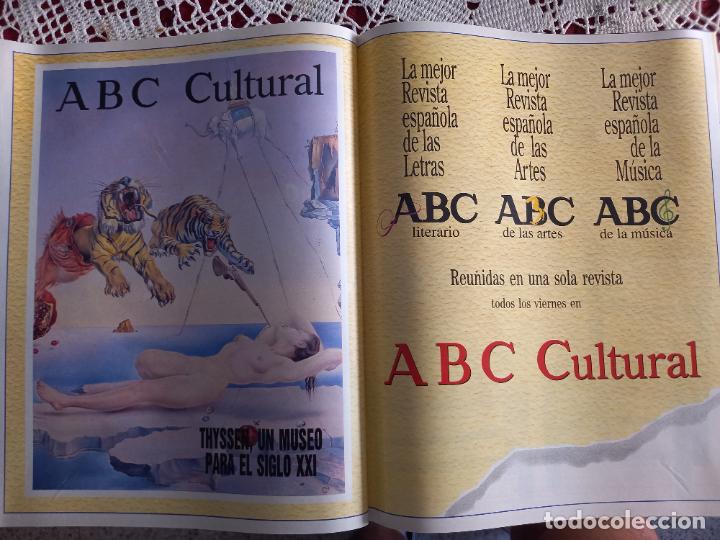 ABC Cultural
THYSSEN, UN MUSEO
PARA EL SIGLO XXI
La mejor
Revista
española
de las
Letras
La mejor
Revista
española
de las
Artes
La mejor
Revista
española
de la
Música
ABC
literario
ABC
de las artes
ABC
de la música
Reuñidas en una sola revista
todos los viernes en
ABC Cultural
todocoleccion